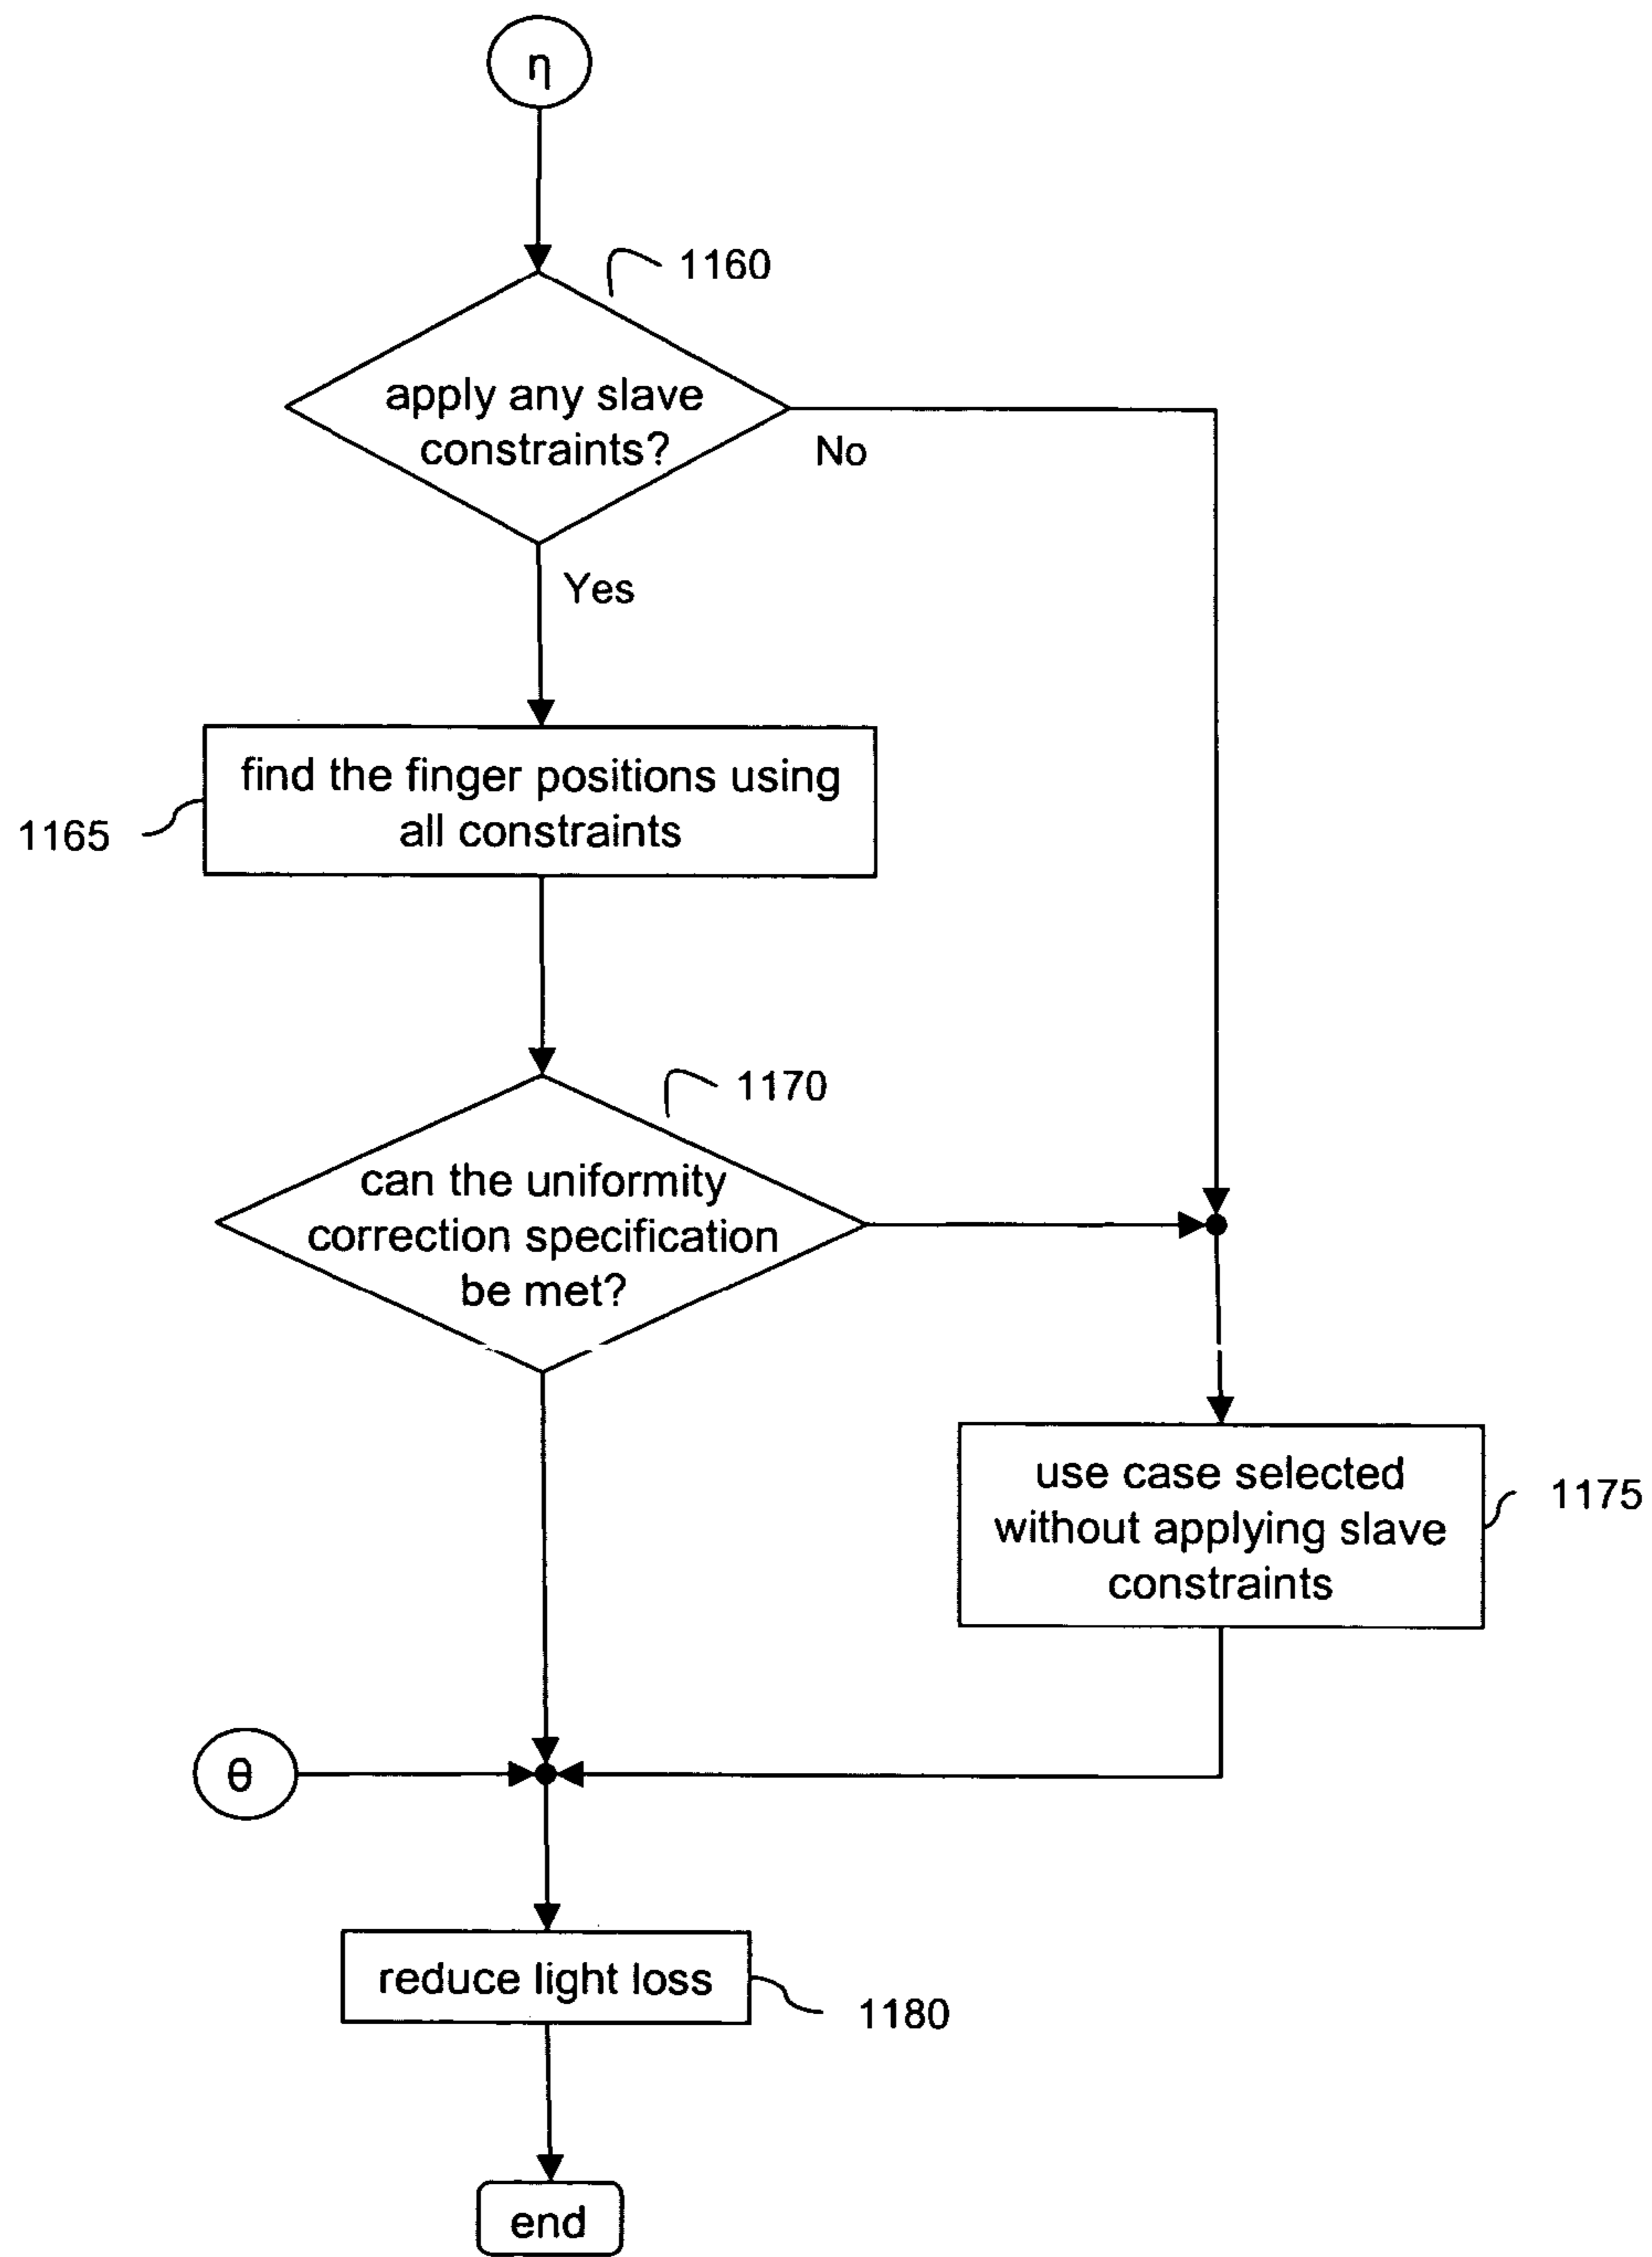 η
1160
apply any slave
constraints?
No
Yes
find the finger positions using
all constraints
1165
1170
can the uniformity
correction specification
be met?
use case selected
without applying slave
constraints
1175
θ
reduce light loss
1180
end